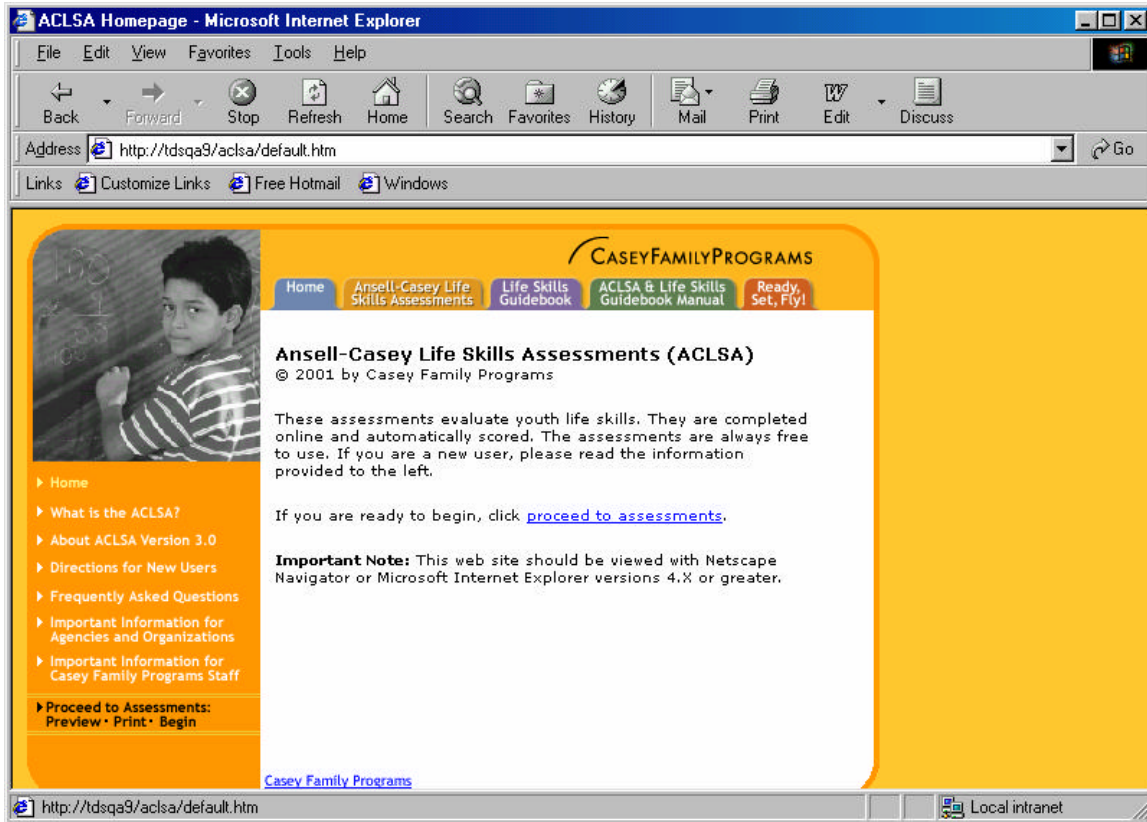 ACLSA Homepage - Microsoft Internet Explorer
File Edit View Favorites Tools Help
Back Forward Stop Refresh Home Search Favorites History Mail Print Edit Discuss
Address http://tdsqa9/aclsa/default.htm Go
Links Customize Links Free Hotmail Windows
CASEYFAMILYPROGRAMS
Home
Ansell-Casey Life
Skills Assessments
Life Skills
Guidebook
ACLSA & Life Skills
Guidebook Manual
Ready,
Set, Fly!
Home
What is the ACLSA?
About ACLSA Version 3.0
Directions for New Users
Frequently Asked Questions
Important Information for
Agencies and Organizations
Important Information for
Casey Family Programs Staff
Proceed to Assessments:
Preview · Print · Begin
Ansell-Casey Life Skills Assessments (ACLSA)
© 2001 by Casey Family Programs
These assessments evaluate youth life skills. They are completed
online and automatically scored. The assessments are always free
to use. If you are a new user, please read the information
provided to the left.
If you are ready to begin, click proceed to assessments.
Important Note: This web site should be viewed with Netscape
Navigator or Microsoft Internet Explorer versions 4.X or greater.
Casey Family Programs
http://tdsqa9/aclsa/default.htm Local intranet